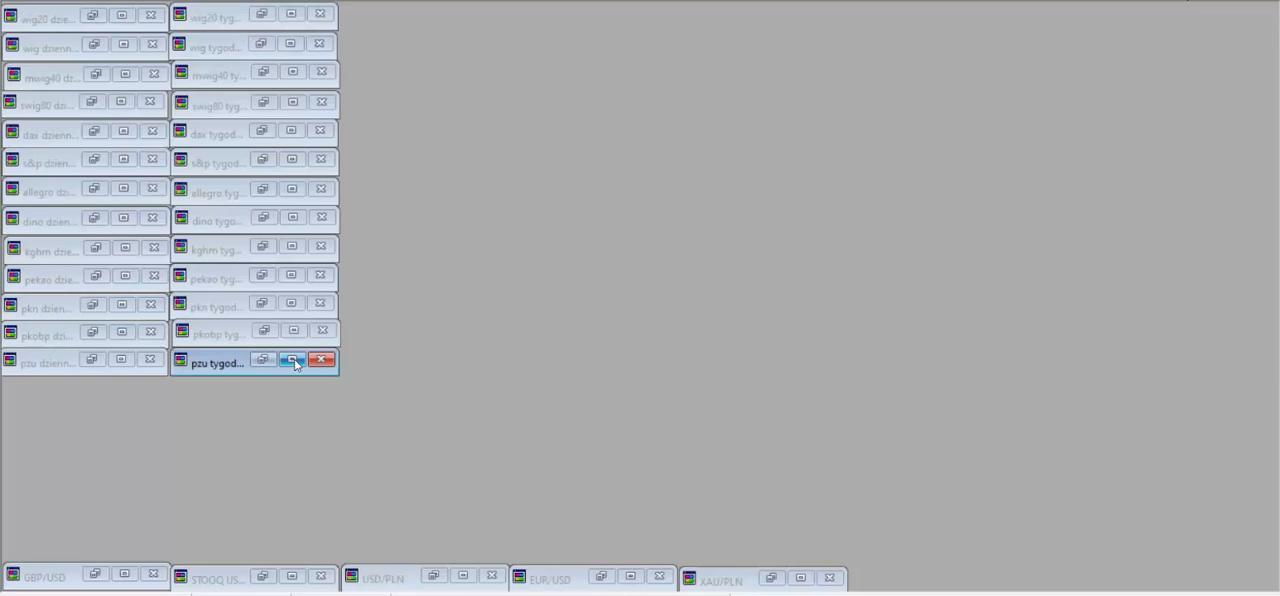 wig20 dzie... wig20 tyg...
wig dzienn... wig tygod...
mwig40 dz... mwig40 ty...
swig80 dzi... swig80 tyg...
dax dzienn... dax tygod...
s&p dzien... s&p tygod...
allegro dzi... allegro tyg...
dino dzien... dino tygo...
kghm dzie... kghm tyg...
pekao dzie... pekao tyg...
pkn dzien... pkn tygod...
pkobp dzi... pkobp tyg...
pzu dzienn... pzu tygod...
GBP/USD STOOQ US... USD/PLN EUR/USD XAU/PLN